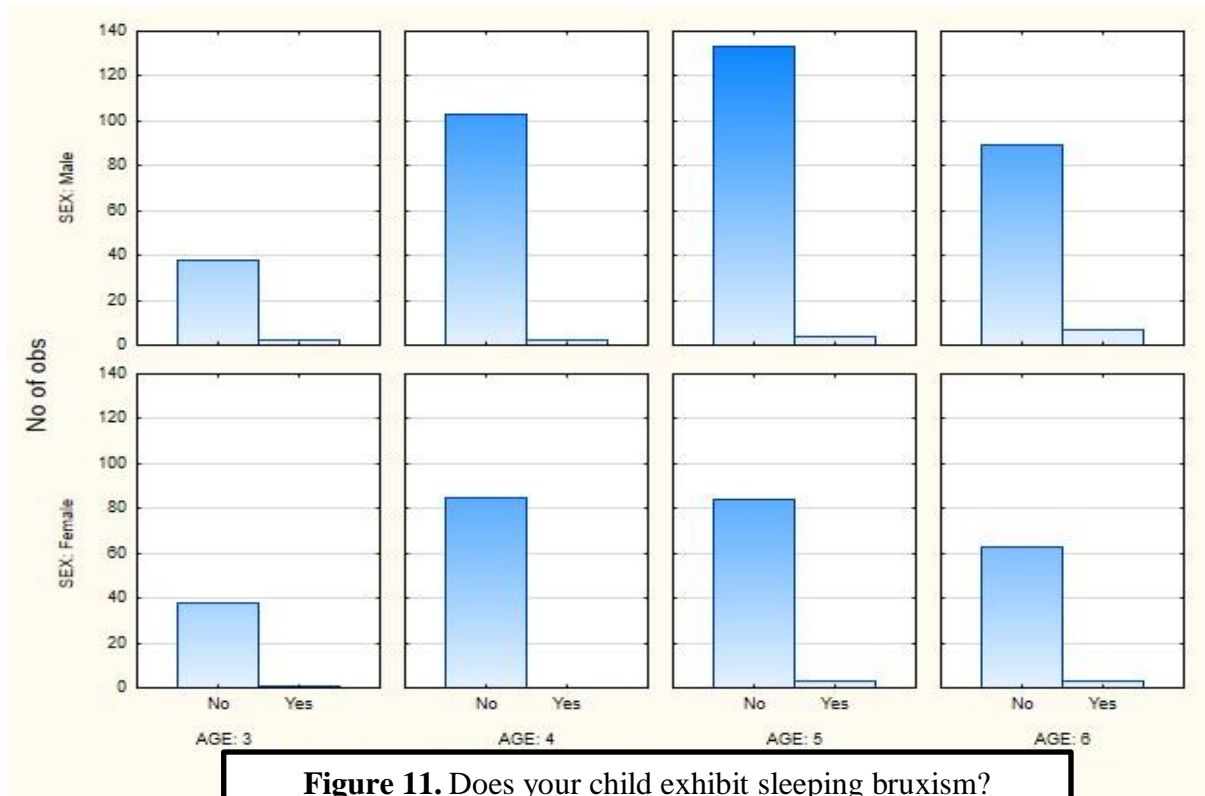 No of obs
SEX: Male
140
120
100
80
60
40
20
0
SEX: Female
140
120
100
80
60
40
20
0
No Yes No Yes No Yes No Yes
AGE: 3 AGE: 4 AGE: 5 AGE: 6
Figure 11. Does your child exhibit sleeping bruxism?